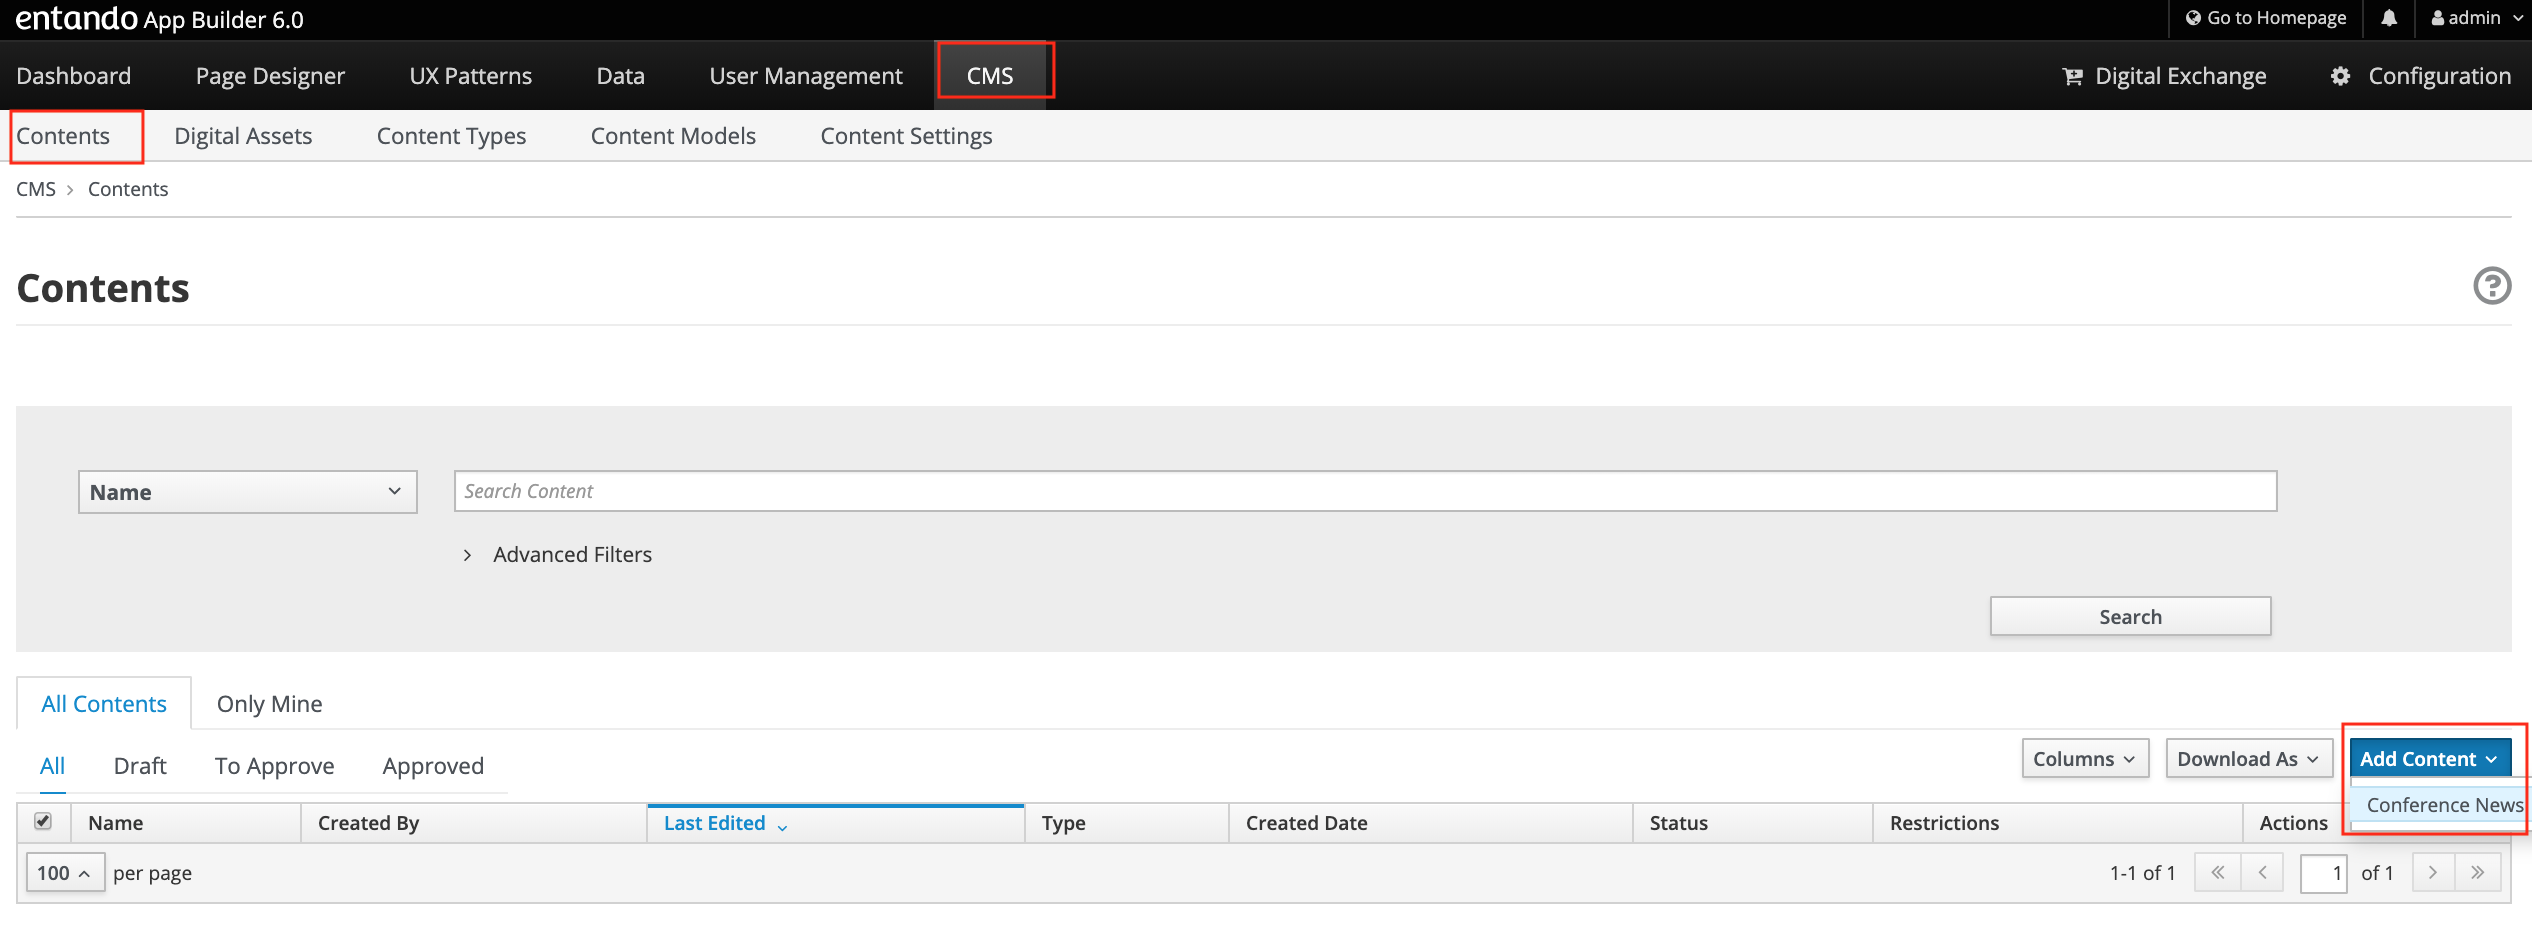 entando App Builder 6.0 Go to Homepage admin
Dashboard Page Designer UX Patterns Data User Management CMS Digital Exchange Configuration
Contents Digital Assets Content Types Content Models Content Settings
CMS > Contents
Contents
Name Search Content
Advanced Filters
Search
All Contents Only Mine
All Draft To Approve Approved Columns Download As Add Content
Conference News
Name Created By Last Edited Type Created Date Status Restrictions Actions
100 per page 1-1 of 1 1 of 1